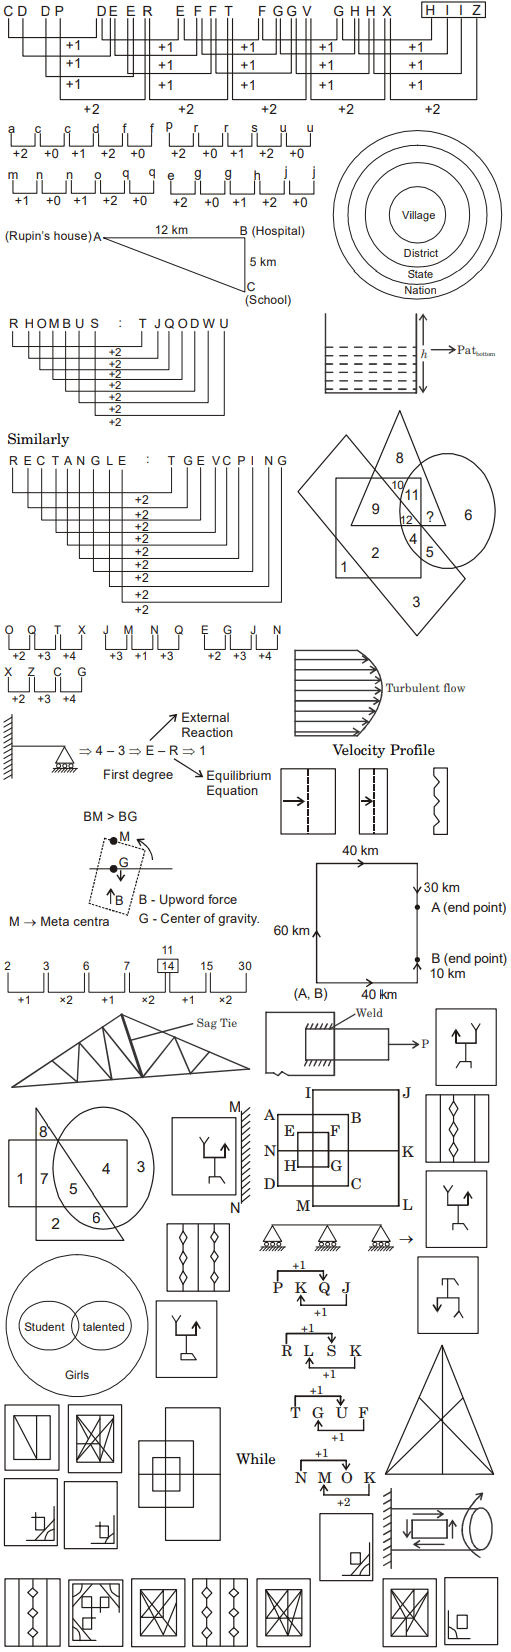 C D D P D E E R E F F T F G G V G H H X H I I Z
+1 +1 +1 +1 +1
+1 +1 +1 +1 +1
+1 +1 +1 +1 +1
+2 +2 +2 +2 +2
a c c d f f p r r s u u
+2 +0 +1 +2 +0 +2 +0 +1 +2 +0
m n n o q q e g g h j j
+1 +0 +1 +2 +0 +2 +0 +1 +2 +0
Village
District
State
Nation
12 km
(Rupin's house) A B (Hospital)
5 km
C
(School)
R H O M B U S : T J Q O D W U
+2
+2
+2
+2
+2
+2
+2
h Pat bottom
Similarly
R E C T A N G L E : T G E V C P I N G
+2
+2
+2
+2
+2
+2
+2
+2
+2
8
10 11
9 6
12 ?
4
2 5
1
3
O Q T X J M N Q E G J N
+2 +3 +4 +3 +1 +3 +2 +3 +4
X Z C G
+2 +3 +4
Turbulent flow
Velocity Profile
External
Reaction
⇒ 4 – 3 ⇒ E – R ⇒ 1
First degree Equilibrium
Equation
BM > BG
M
G
B
B - Upword force
G - Center of gravity.
M → Meta centra
40 km
30 km
A (end point)
60 km
B (end point)
10 km
(A, B) 40 km
11
2 3 6 7 14 15 30
+1 ×2 +1 ×2 +1 ×2
Sag Tie
Weld
P
8
1 7 4 3
5
2 6
M
N
I J
A B
E F
N K
H G
D C
M L
Student talented
Girls
+1
P K Q J
+1
+1
R L S K
+1
+1
T G U F
+1
While
+1
N M O K
+2